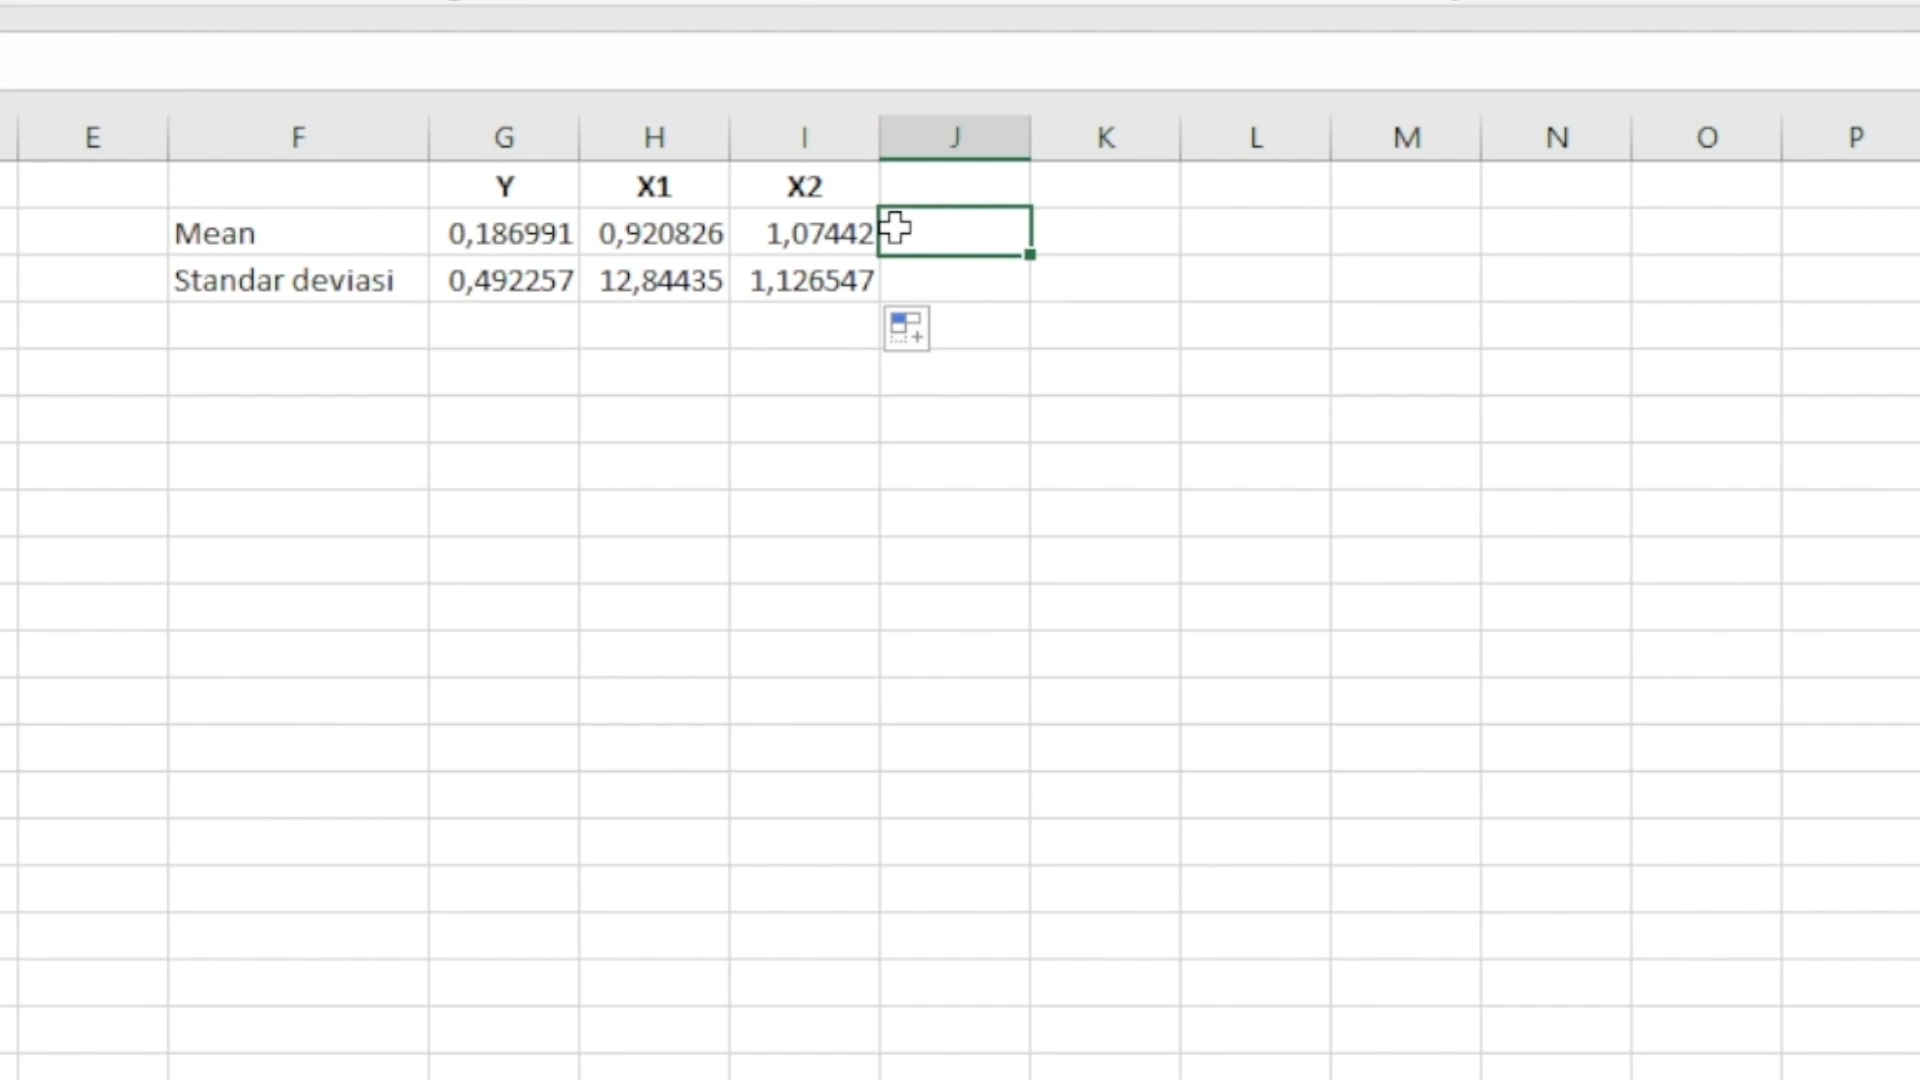 E F G H I J K L M N O P
Y X1 X2
Mean 0,186991 0,920826 1,07442
Standar deviasi 0,492257 12,84435 1,126547